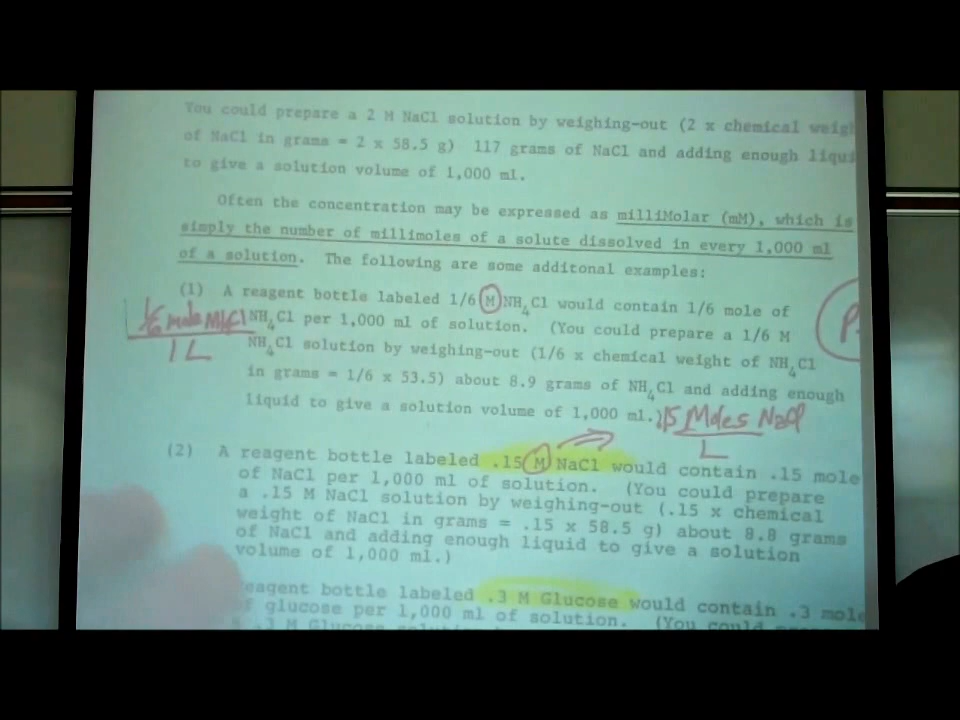 You could prepare a 2 M NaCl solution by weighing-out (2 x chemical weigh
of NaCl in grams = 2 x 58.5 g) 117 grams of NaCl and adding enough liqui
to give a solution volume of 1,000 ml.
Often the concentration may be expressed as milliMolar (mM), which is
simply the number of millimoles of a solute dissolved in every 1,000 ml
of a solution. The following are some additonal examples:
(1) A reagent bottle labeled 1/6 M NH4Cl would contain 1/6 mole of
NH4Cl per 1,000 ml of solution. (You could prepare a 1/6 M
1 L
NH4Cl solution by weighing-out (1/6 x chemical weight of NH4Cl
in grams = 1/6 x 53.5) about 8.9 grams of NH4Cl and adding enough
liquid to give a solution volume of 1,000 ml.)
.15 Moles NaCl
L
(2) A reagent bottle labeled .15 M NaCl would contain .15 mole
of NaCl per 1,000 ml of solution. (You could prepare
a .15 M NaCl solution by weighing-out (.15 x chemical
weight of NaCl in grams = .15 x 58.5 g) about 8.8 grams
of NaCl and adding enough liquid to give a solution
volume of 1,000 ml.)
eagent bottle labeled .3 M Glucose would contain .3 mole
f glucose per 1,000 ml of solution. (You could
.3 M Glucose